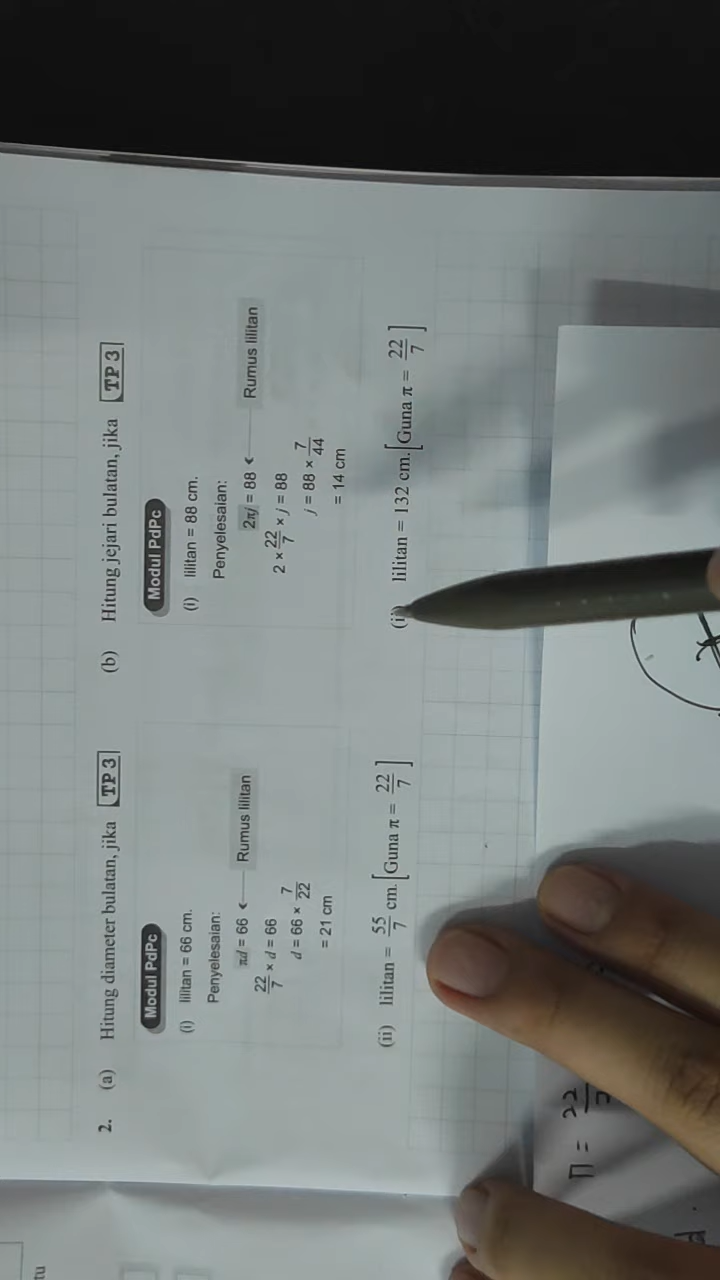 2. (a) Hitung diameter bulatan, jika TP 3
Modul PdPc
(i) lilitan = 66 cm.
Penyelesaian:
πd = 66 ← Rumus lilitan
22/7 × d = 66
d = 66 × 7/22
= 21 cm
(ii) lilitan = 55/7 cm. [Guna π = 22/7]
(b) Hitung jejari bulatan, jika TP 3
Modul PdPc
(i) lilitan = 88 cm.
Penyelesaian:
2πj = 88 ← Rumus lilitan
2 × 22/7 × j = 88
j = 88 × 7/44
= 14 cm
lilitan = 132 cm. [Guna π = 22/7]
π = 22
tu